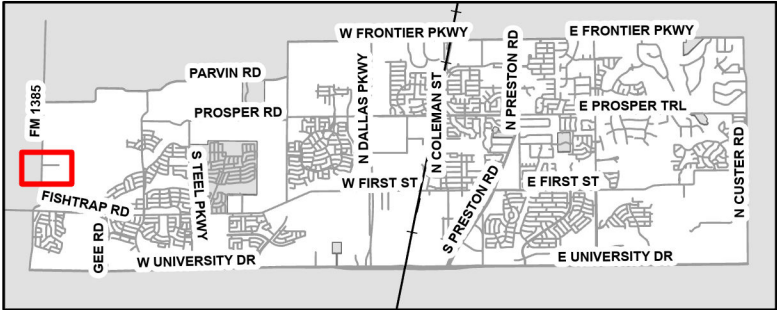 W FRONTIER PKWY
E FRONTIER PKWY
PARVIN RD
FM 1385
PROSPER RD
N DALLAS PKWY
N COLEMAN ST
N PRESTON RD
E PROSPER TRL
S TEEL PKWY
W FIRST ST
E FIRST ST
N CUSTER RD
FISHTRAP RD
GEE RD
S PRESTON RD
W UNIVERSITY DR
E UNIVERSITY DR